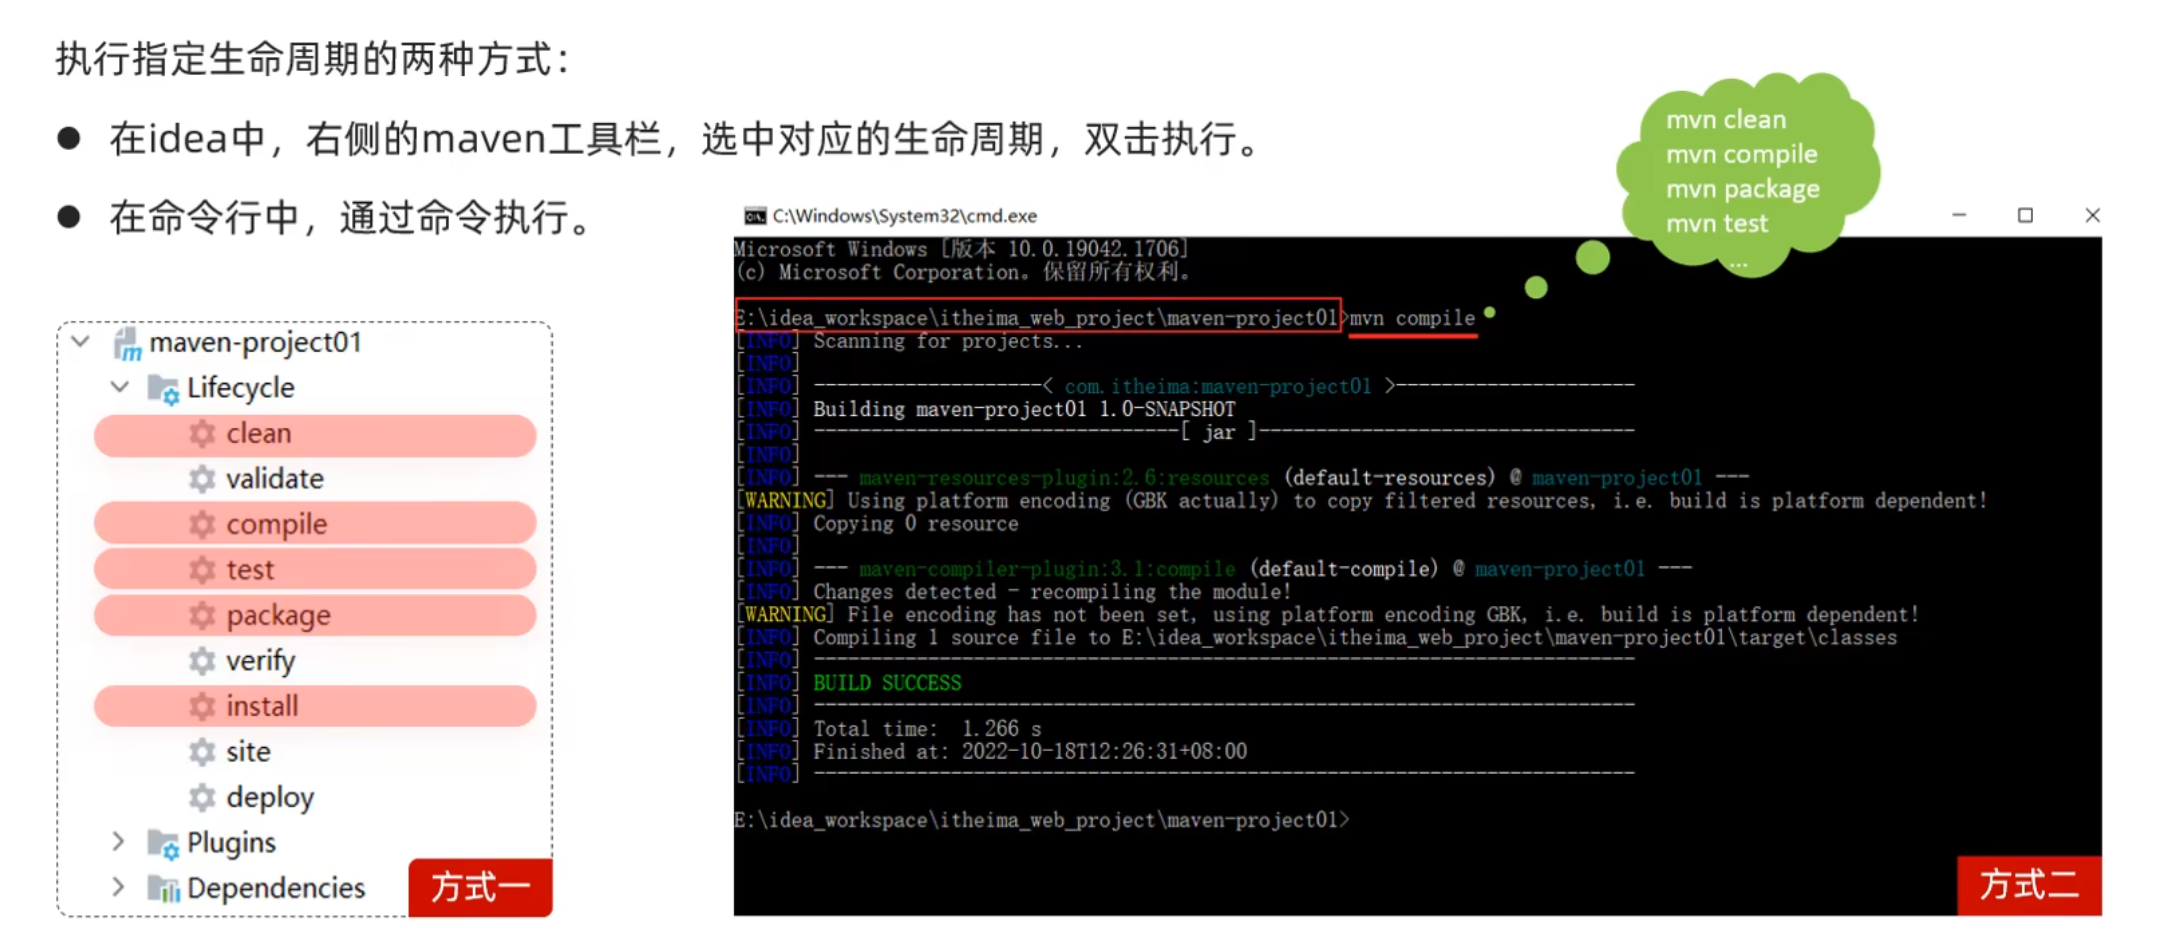 执行指定生命周期的两种方式：
● 在idea中，右侧的maven工具栏，选中对应的生命周期，双击执行。
● 在命令行中，通过命令执行。
maven-project01
Lifecycle
clean
validate
compile
test
package
verify
install
site
deploy
Plugins
Dependencies
方式一
mvn clean
mvn compile
mvn package
mvn test
...
C:\Windows\System32\cmd.exe
Microsoft Windows [版本 10.0.19042.1706]
(c) Microsoft Corporation。保留所有权利。
E:\idea_workspace\itheima_web_project\maven-project01>mvn compile
[INFO] Scanning for projects...
[INFO]
[INFO] --------------------< com.itheima:maven-project01 >---------------------
[INFO] Building maven-project01 1.0-SNAPSHOT
[INFO] --------------------------------[ jar ]---------------------------------
[INFO]
[INFO] --- maven-resources-plugin:2.6:resources (default-resources) @ maven-project01 ---
[WARNING] Using platform encoding (GBK actually) to copy filtered resources, i.e. build is platform dependent!
[INFO] Copying 0 resource
[INFO]
[INFO] --- maven-compiler-plugin:3.1:compile (default-compile) @ maven-project01 ---
[INFO] Changes detected - recompiling the module!
[WARNING] File encoding has not been set, using platform encoding GBK, i.e. build is platform dependent!
[INFO] Compiling 1 source file to E:\idea_workspace\itheima_web_project\maven-project01\target\classes
[INFO] ------------------------------------------------------------------------
[INFO] BUILD SUCCESS
[INFO] ------------------------------------------------------------------------
[INFO] Total time:  1.266 s
[INFO] Finished at: 2022-10-18T12:26:31+08:00
[INFO] ------------------------------------------------------------------------
E:\idea_workspace\itheima_web_project\maven-project01>
方式二